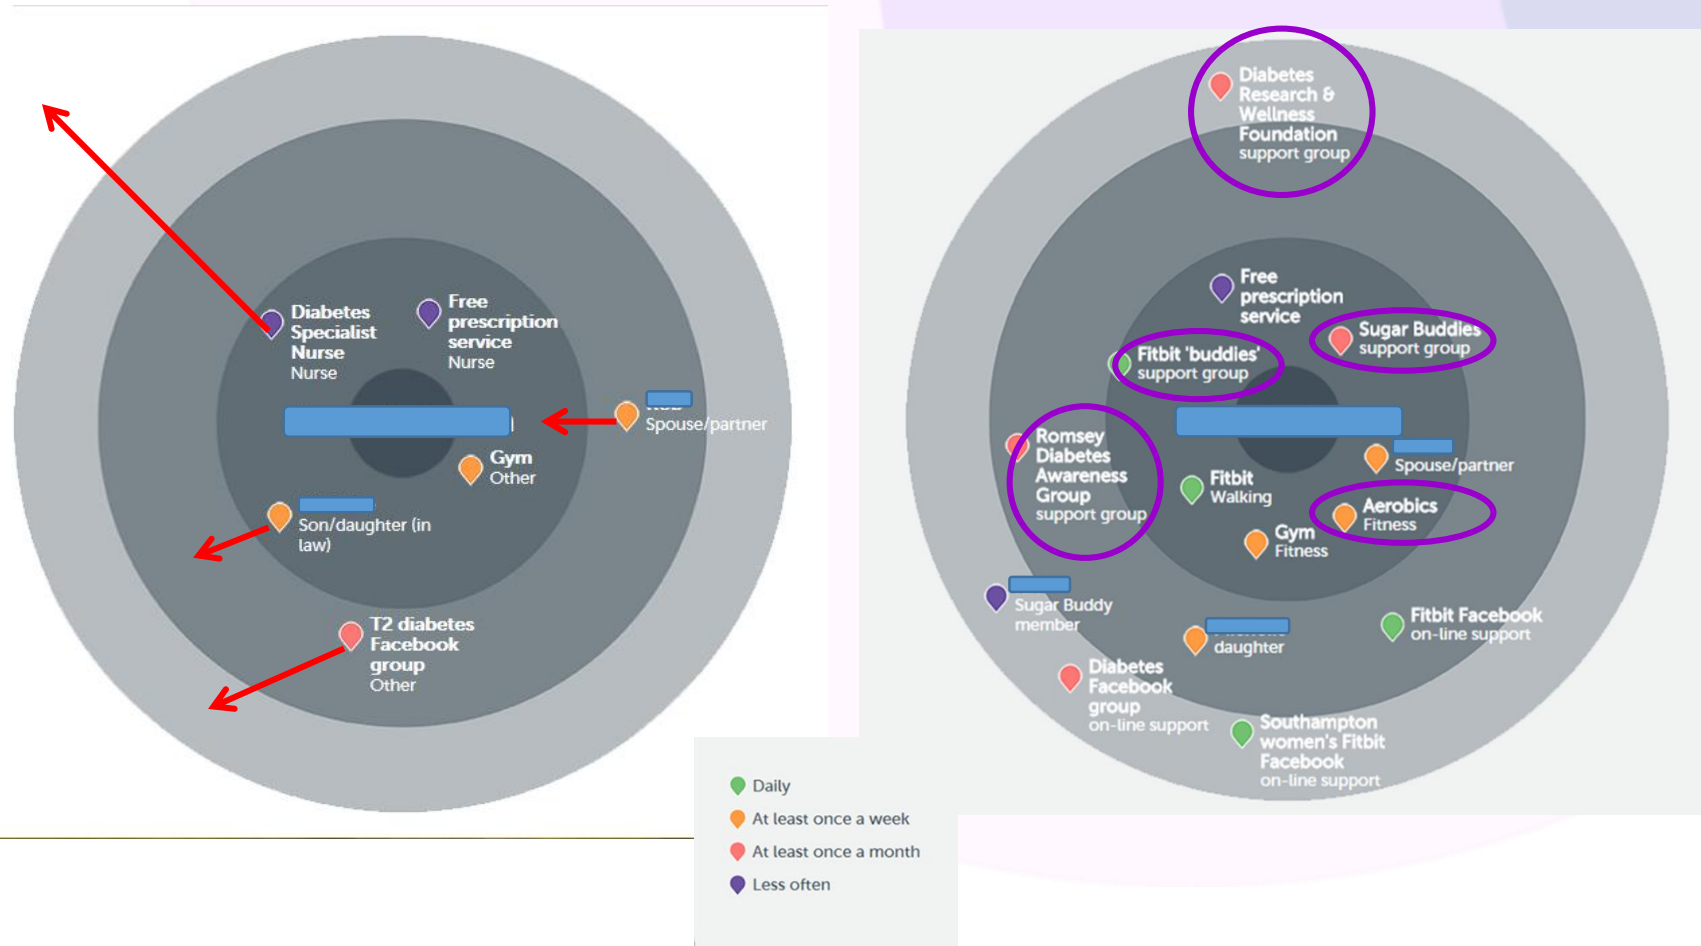 Diabetes
Specialist
Nurse
Nurse
Free
prescription
service
Nurse
Spouse/partner
Gym
Other
Son/daughter (in
law)
T2 diabetes
Facebook
group
Other
Diabetes
Research &
Wellness
Foundation
support group
Free
prescription
service
Sugar Buddies
support group
Fitbit 'buddies'
support group
Romsey
Diabetes
Awareness
Group
support group
Spouse/partner
Fitbit
Walking
Aerobics
Fitness
Gym
Fitness
Sugar Buddy
member
daughter
Fitbit Facebook
on-line support
Diabetes
Facebook
group
on-line support
Southampton
women's Fitbit
Facebook
on-line support
Daily
At least once a week
At least once a month
Less often